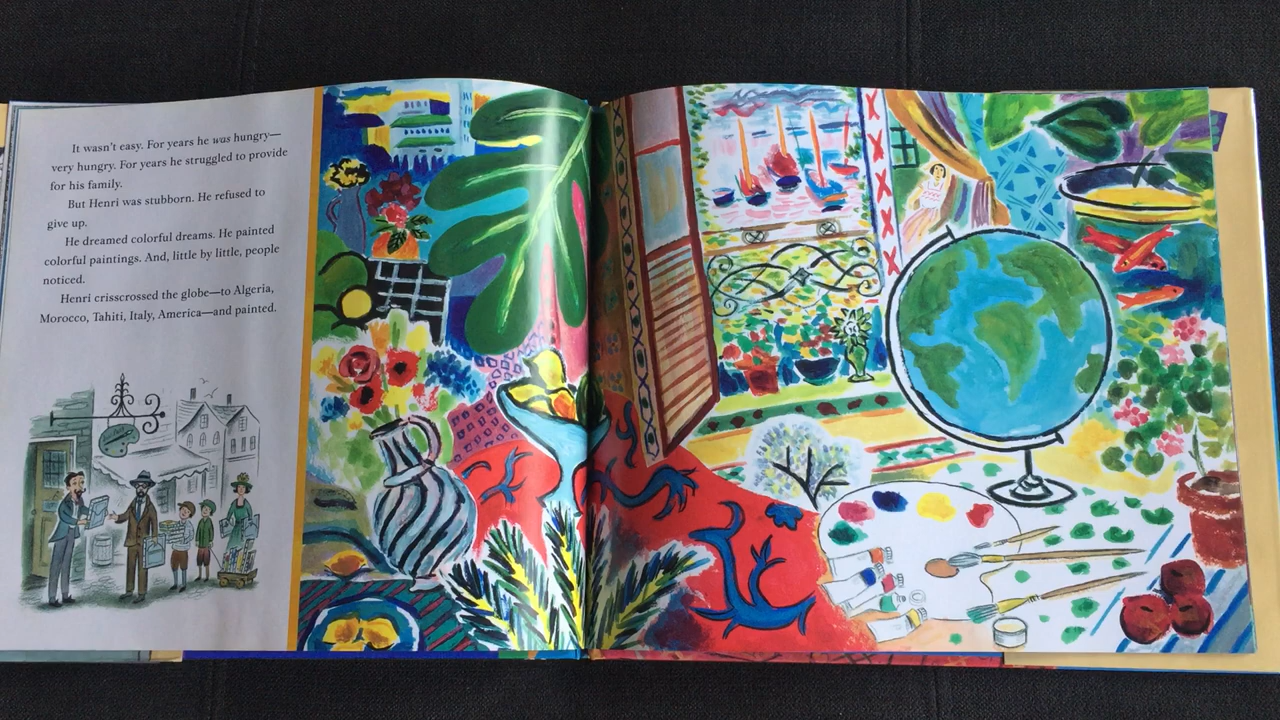 It wasn't easy. For years he was hungry—
very hungry. For years he struggled to provide
for his family.
But Henri was stubborn. He refused to
give up.
He dreamed colorful dreams. He painted
colorful paintings. And, little by little, people
noticed.
Henri crisscrossed the globe—to Algeria,
Morocco, Tahiti, Italy, America—and painted.